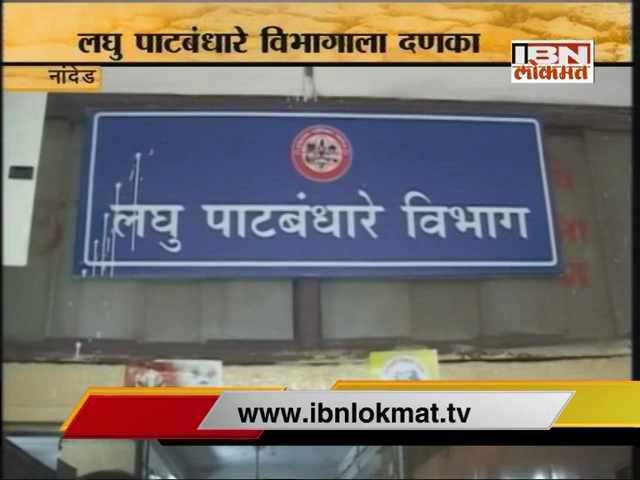 लघु पाटबंधारे विभागाला दणका
नांदेड
IBN
लोकमत
लघु पाटबंधारे विभाग
www.ibnlokmat.tv